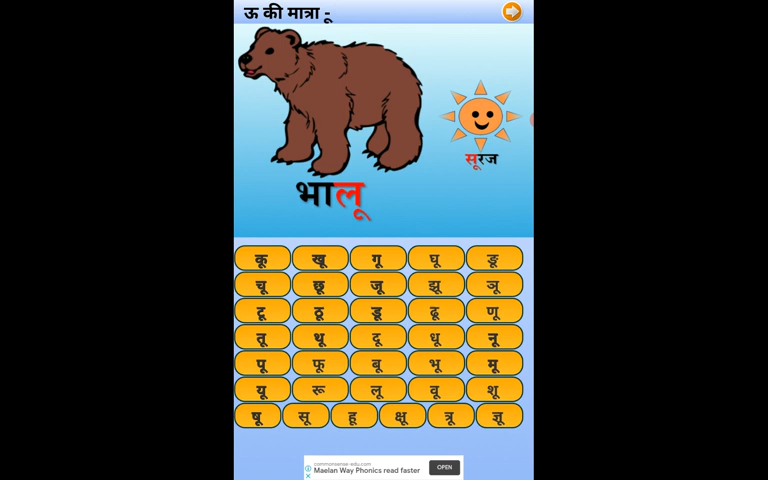 ऊ की मात्रा -ू
सूरज
भालू
कू खू गू घू ङू
चू छू जू झू ञू
टू ठू डू ढू णू
तू थू दू धू नू
पू फू बू भू मू
यू रू लू वू शू
षू सू हू क्षू त्रू ज्ञू
commonsense-edu.com
Maelan Way Phonics read faster
OPEN